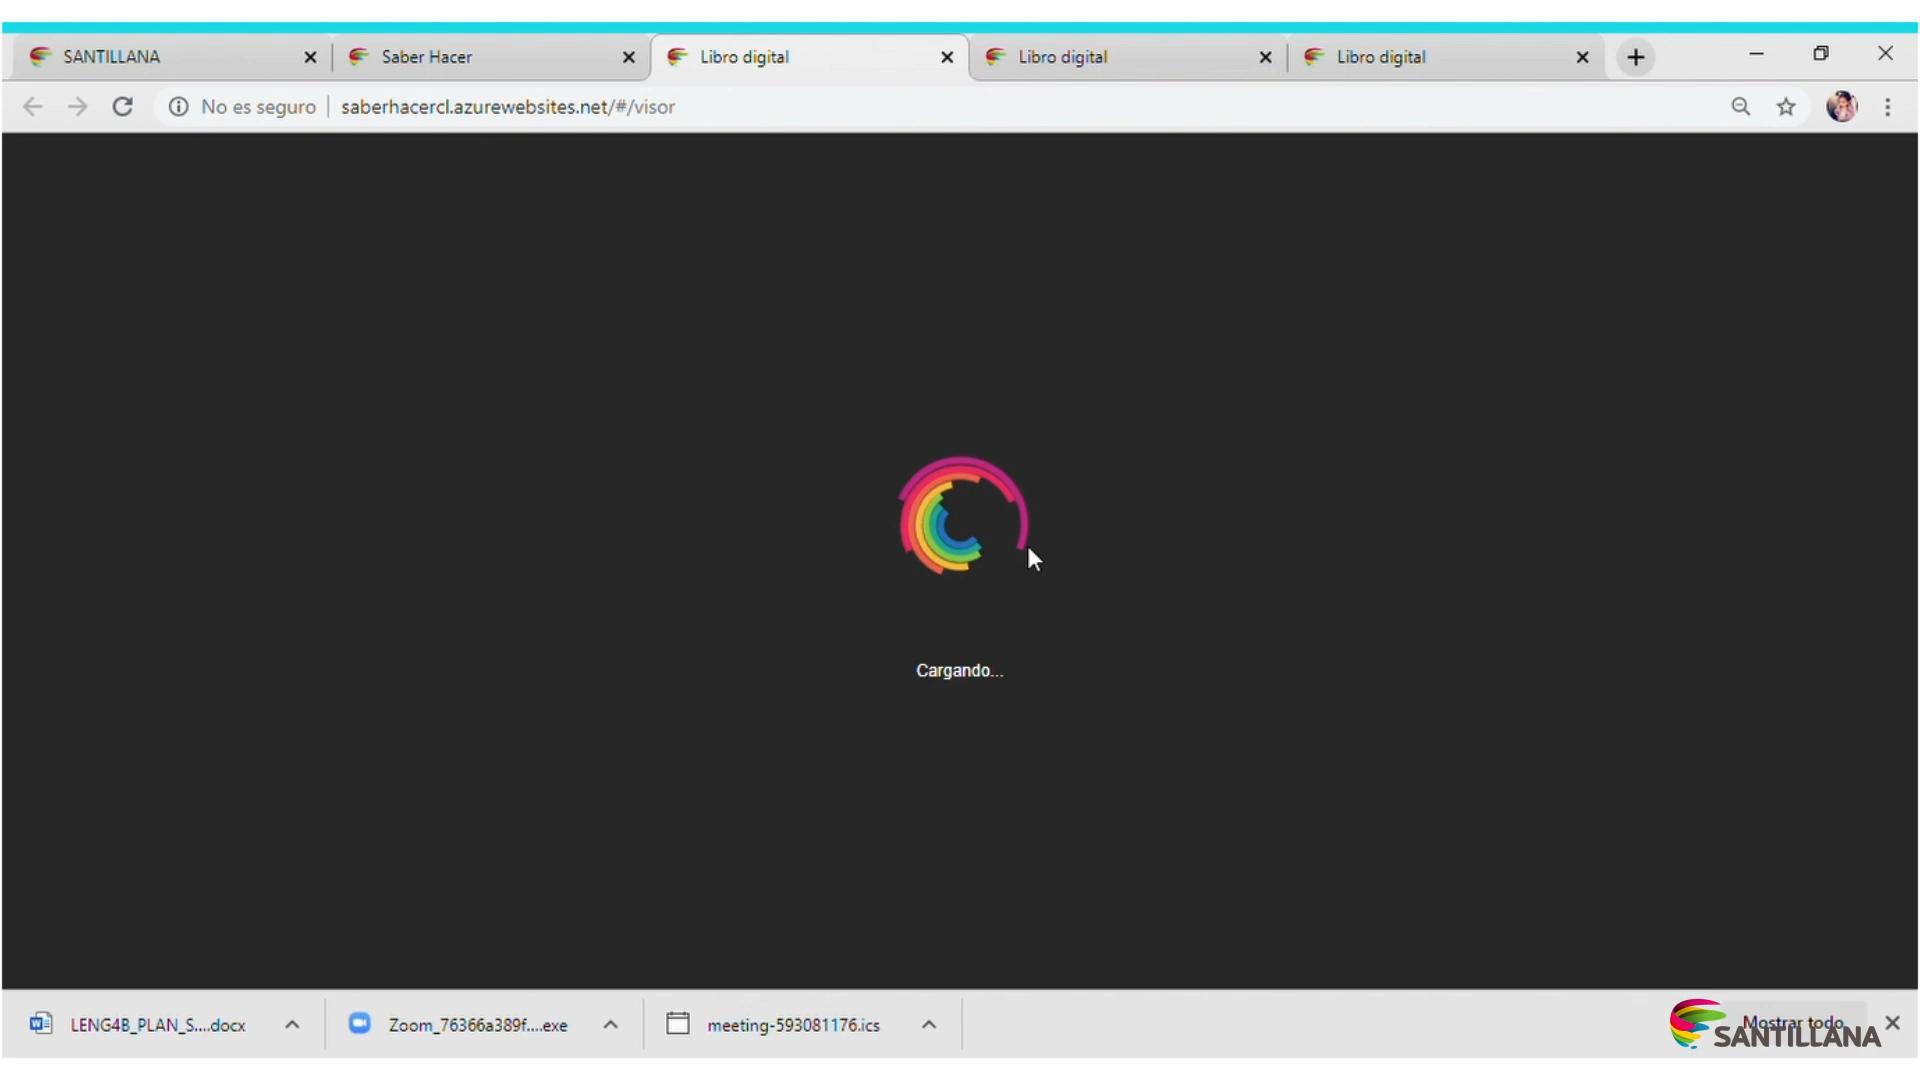 SANTILLANA
Saber Hacer
Libro digital
Libro digital
Libro digital
No es seguro
saberhacercl.azurewebsites.net/#/visor
Cargando...
LENG4B_PLAN_S....docx
Zoom_76366a389f....exe
meeting-593081176.ics
Mostrar todo
SANTILLANA